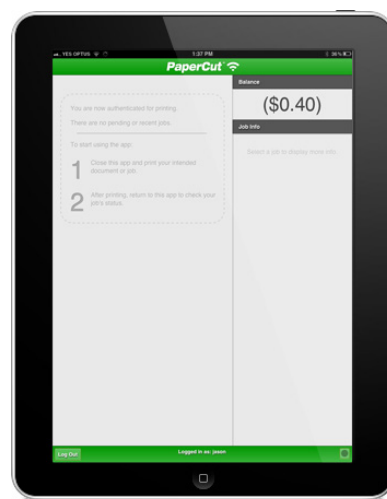 YES OPTUS
1:37 PM
36%
PaperCut
Balance
($0.40)
Job Info
Select a job to display more info.
You are now authenticated for printing.
There are no pending or recent jobs.
To start using the app:
1
Close this app and print your intended
document or job.
2
After printing, return to this app to check your
job's status.
Log Out
Logged in as: jason